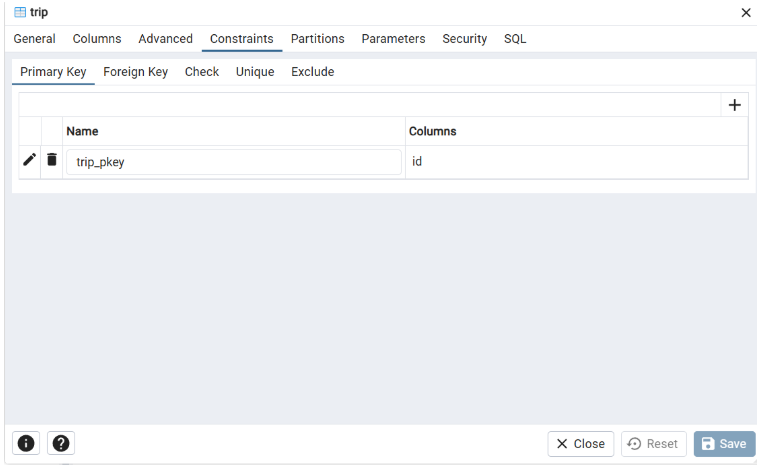 trip
General Columns Advanced Constraints Partitions Parameters Security SQL
Primary Key Foreign Key Check Unique Exclude
Name Columns
trip_pkey id
Close Reset Save